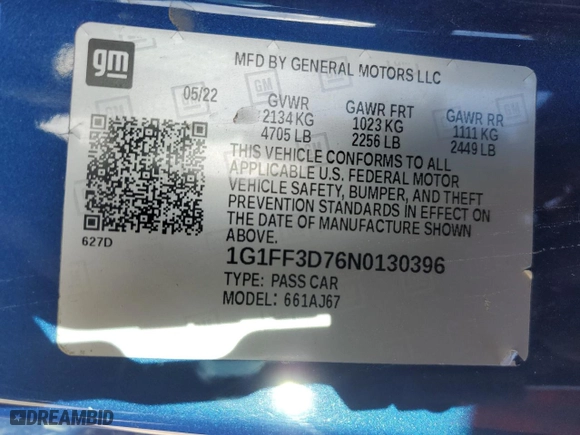 gm
MFD BY GENERAL MOTORS LLC
05/22
GVWR
2134 KG
4705 LB
GAWR FRT
1023 KG
2256 LB
GAWR RR
1111 KG
2449 LB
THIS VEHICLE CONFORMS TO ALL
APPLICABLE U.S. FEDERAL MOTOR
VEHICLE SAFETY, BUMPER, AND THEFT
PREVENTION STANDARDS IN EFFECT ON
THE DATE OF MANUFACTURE SHOWN
ABOVE.
627D
1G1FF3D76N0130396
TYPE: PASS CAR
MODEL: 661AJ67
DREAMBID